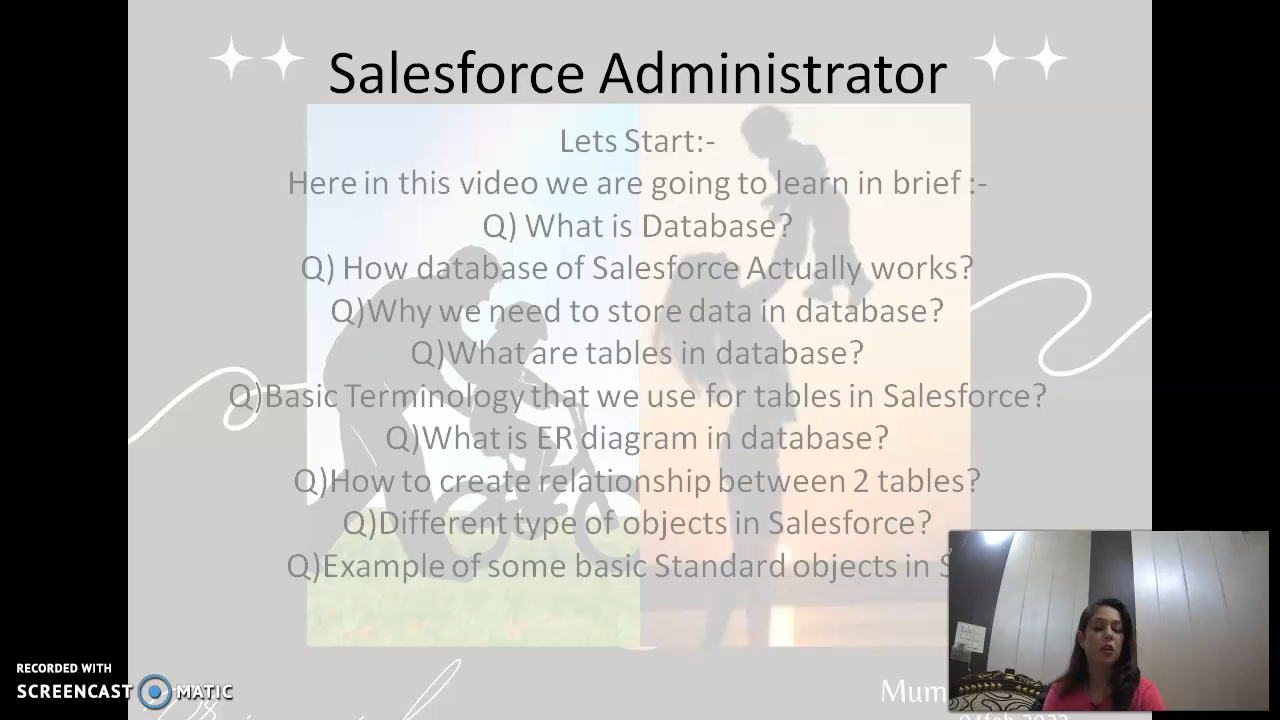 Salesforce Administrator
Lets Start:-
Here in this video we are going to learn in brief :-
Q) What is Database?
Q) How database of Salesforce Actually works?
Q)Why we need to store data in database?
Q)What are tables in database?
Q)Basic Terminology that we use for tables in Salesforce?
Q)What is ER diagram in database?
Q)How to create relationship between 2 tables?
Q)Different type of objects in Salesforce?
Q)Example of some basic Standard objects in
RECORDED WITH
SCREENCAST MATIC